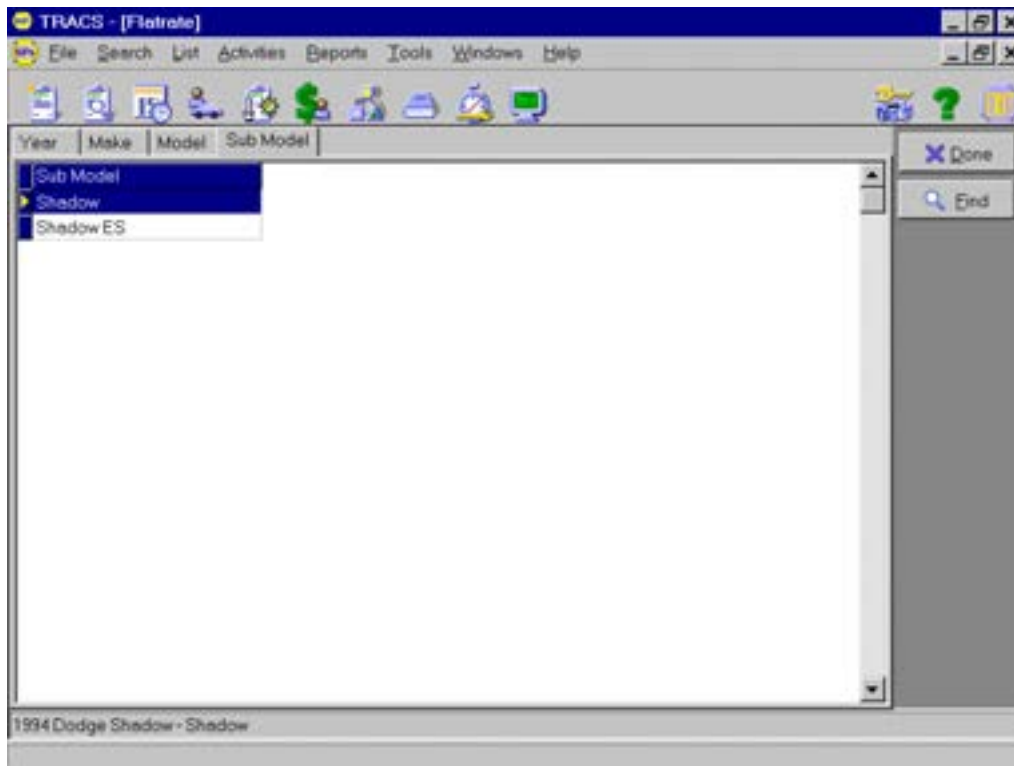 TRACS - [Flatrate]
File Search List Activities Reports Tools Windows Help
Year Make Model Sub Model
Done
Sub Model
Shadow
Find
Shadow ES
1994 Dodge Shadow - Shadow